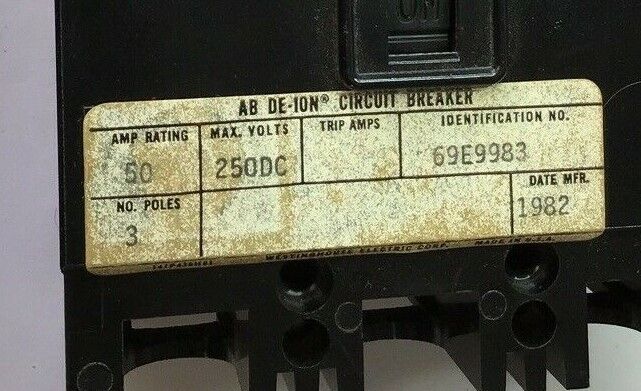 OM
AB DE-ION® CIRCUIT BREAKER
AMP RATING MAX. VOLTS TRIP AMPS IDENTIFICATION NO.
50 250DC 69E9983
NO. POLES DATE MFR.
3 1982
WESTINGHOUSE ELECTRIC CORP. MADE IN U.S.A.